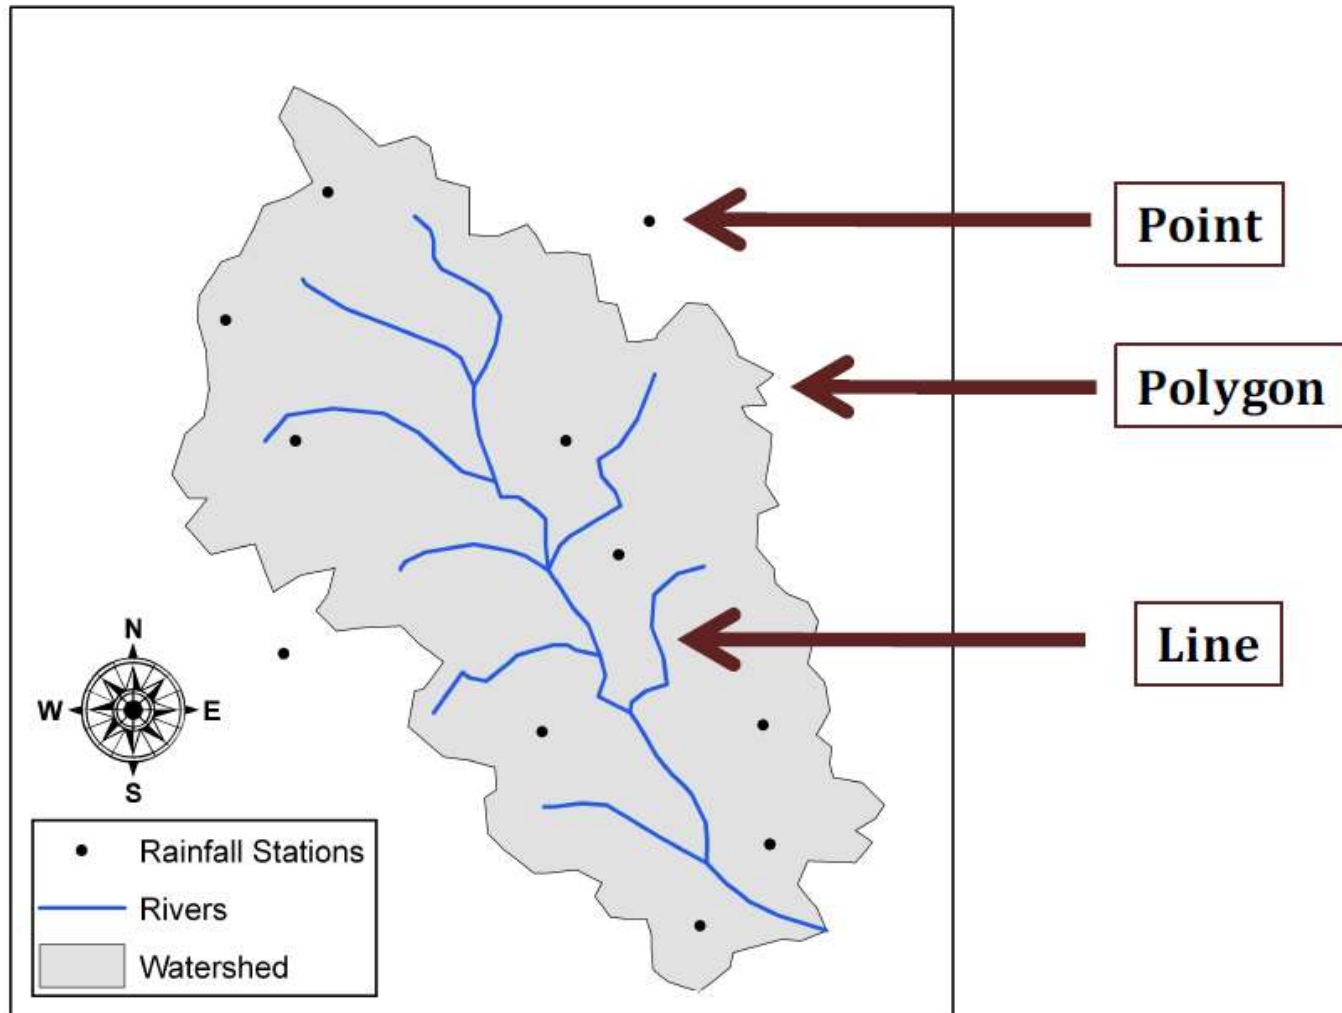 Point
Polygon
Line
N
W E
S
Rainfall Stations
Rivers
Watershed